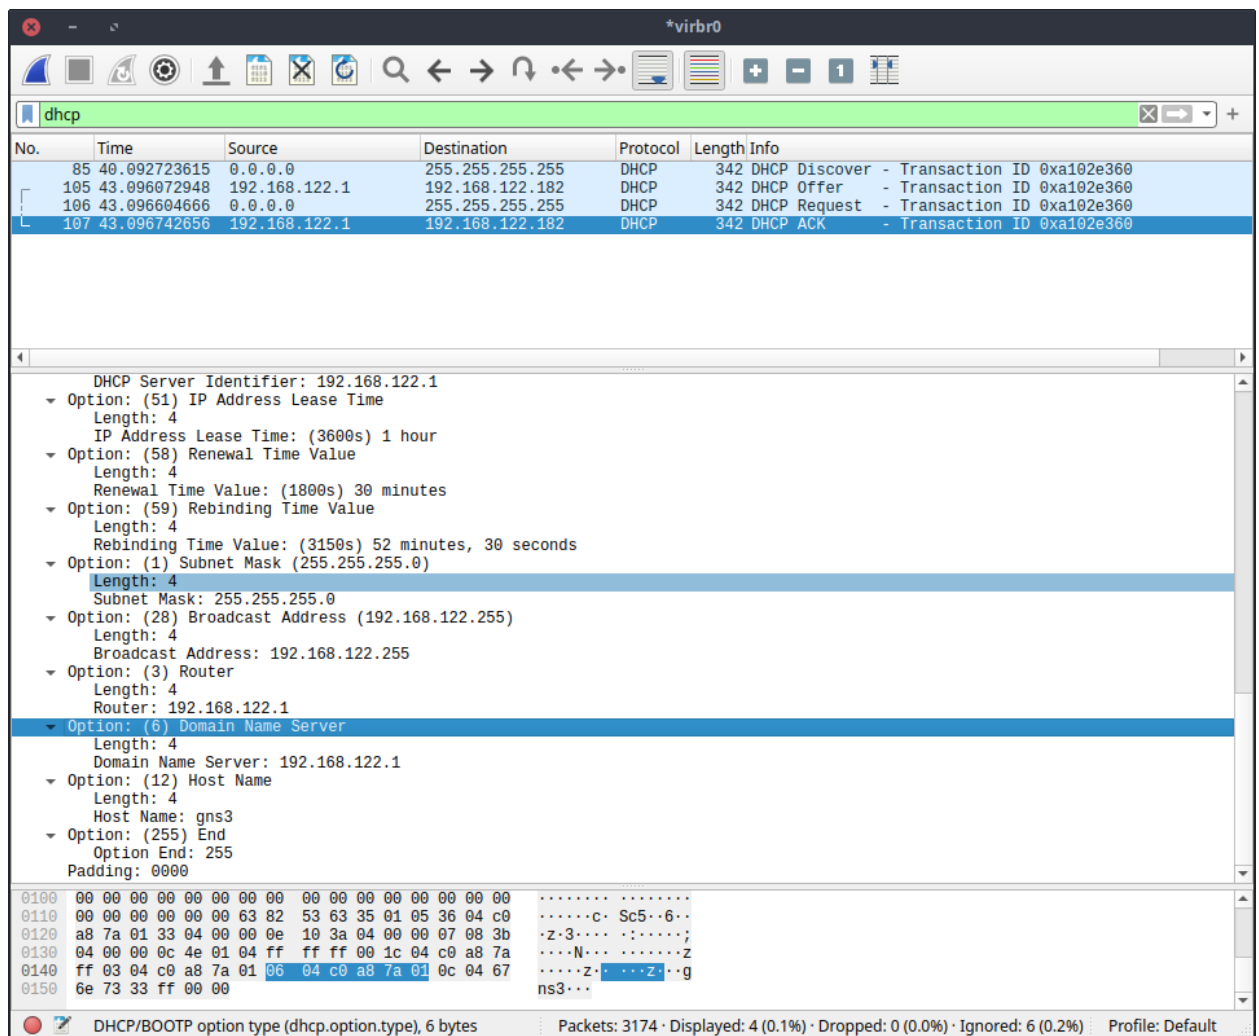 *virbr0
dhcp
No. Time Source Destination Protocol Length Info
85 40.092723615 0.0.0.0 255.255.255.255 DHCP 342 DHCP Discover - Transaction ID 0xa102e360
105 43.096072948 192.168.122.1 192.168.122.182 DHCP 342 DHCP Offer - Transaction ID 0xa102e360
106 43.096604666 0.0.0.0 255.255.255.255 DHCP 342 DHCP Request - Transaction ID 0xa102e360
107 43.096742656 192.168.122.1 192.168.122.182 DHCP 342 DHCP ACK - Transaction ID 0xa102e360
DHCP Server Identifier: 192.168.122.1
Option: (51) IP Address Lease Time
Length: 4
IP Address Lease Time: (3600s) 1 hour
Option: (58) Renewal Time Value
Length: 4
Renewal Time Value: (1800s) 30 minutes
Option: (59) Rebinding Time Value
Length: 4
Rebinding Time Value: (3150s) 52 minutes, 30 seconds
Option: (1) Subnet Mask (255.255.255.0)
Length: 4
Subnet Mask: 255.255.255.0
Option: (28) Broadcast Address (192.168.122.255)
Length: 4
Broadcast Address: 192.168.122.255
Option: (3) Router
Length: 4
Router: 192.168.122.1
Option: (6) Domain Name Server
Length: 4
Domain Name Server: 192.168.122.1
Option: (12) Host Name
Length: 4
Host Name: gns3
Option: (255) End
Option End: 255
Padding: 0000
0100 00 00 00 00 00 00 00 00 00 00 00 00 00 00 00 00 ········ ········
0110 00 00 00 00 00 00 63 82 53 63 35 01 05 36 04 c0 ······c· Sc5··6··
0120 a8 7a 01 33 04 00 00 0e 10 3a 04 00 00 07 08 3b ·z·3···· ·:·····;
0130 04 00 00 0c 4e 01 04 ff ff ff 00 1c 04 c0 a8 7a ····N··· ·······z
0140 ff 03 04 c0 a8 7a 01 06 04 c0 a8 7a 01 0c 04 67 ·····z·· ···z···g
0150 6e 73 33 ff 00 00 ns3···
DHCP/BOOTP option type (dhcp.option.type), 6 bytes Packets: 3174 · Displayed: 4 (0.1%) · Dropped: 0 (0.0%) · Ignored: 6 (0.2%) Profile: Default